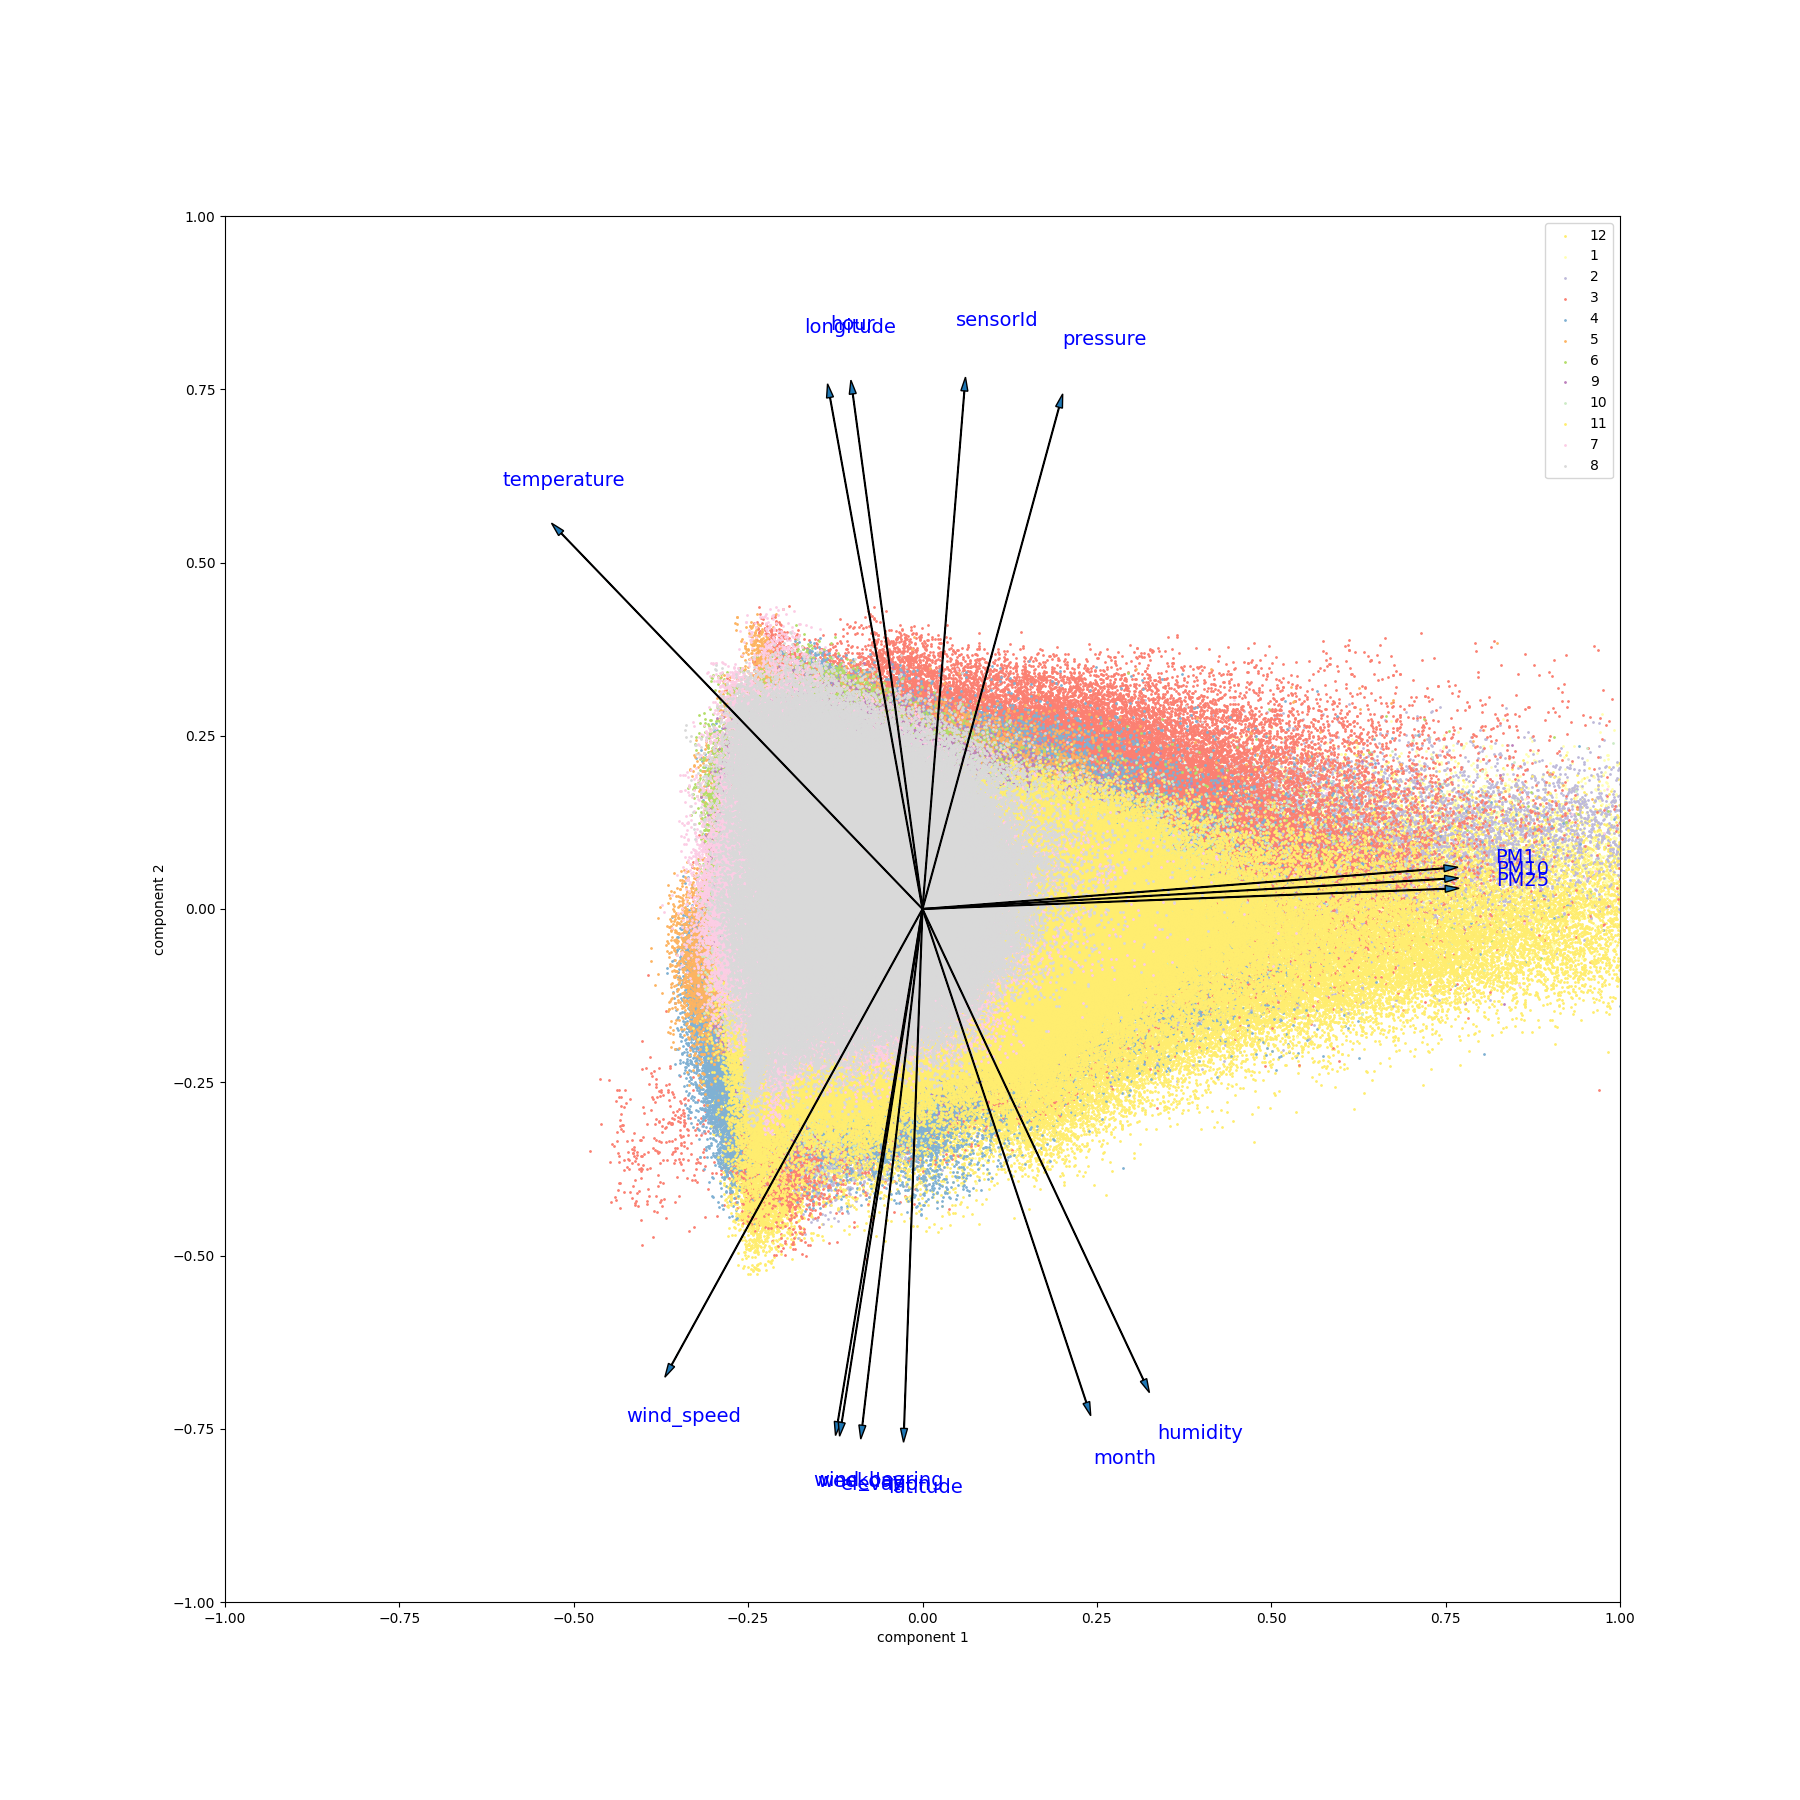 1.00
0.75
0.50
0.25
0.00
−0.25
−0.50
−0.75
−1.00
component 2
−1.00
−0.75
−0.50
−0.25
0.00
0.25
0.50
0.75
1.00
component 1
12
1
2
3
4
5
6
9
10
11
7
8
hour
longitude
sensorId
pressure
temperature
PM1
PM10
PM25
wind_speed
humidity
month
latitude